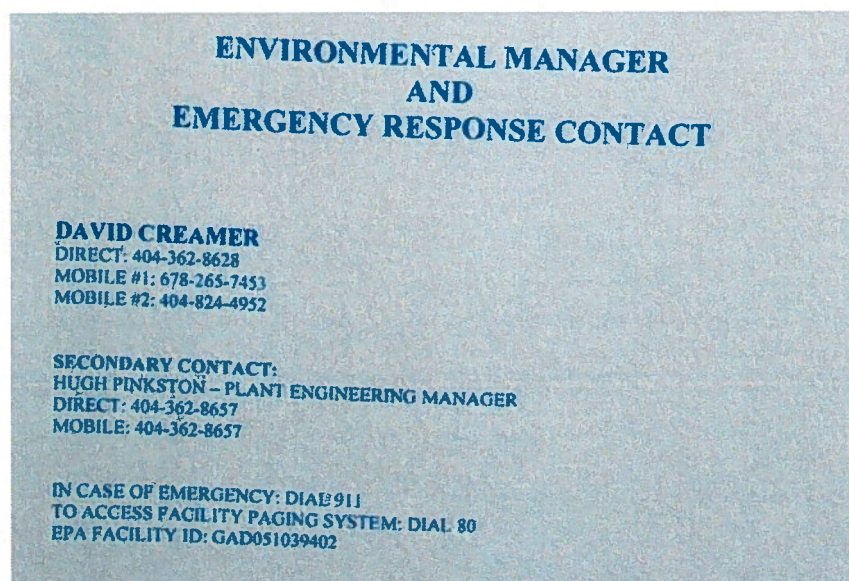 ENVIRONMENTAL MANAGER
AND
EMERGENCY RESPONSE CONTACT
DAVID CREAMER
DIRECT: 404-362-8628
MOBILE #1: 678-265-7453
MOBILE #2: 404-824-4952
SECONDARY CONTACT:
HUGH PINKSTON – PLANT ENGINEERING MANAGER
DIRECT: 404-362-8657
MOBILE: 404-362-8657
IN CASE OF EMERGENCY: DIAL 911
TO ACCESS FACILITY PAGING SYSTEM: DIAL 80
EPA FACILITY ID: GAD051039402